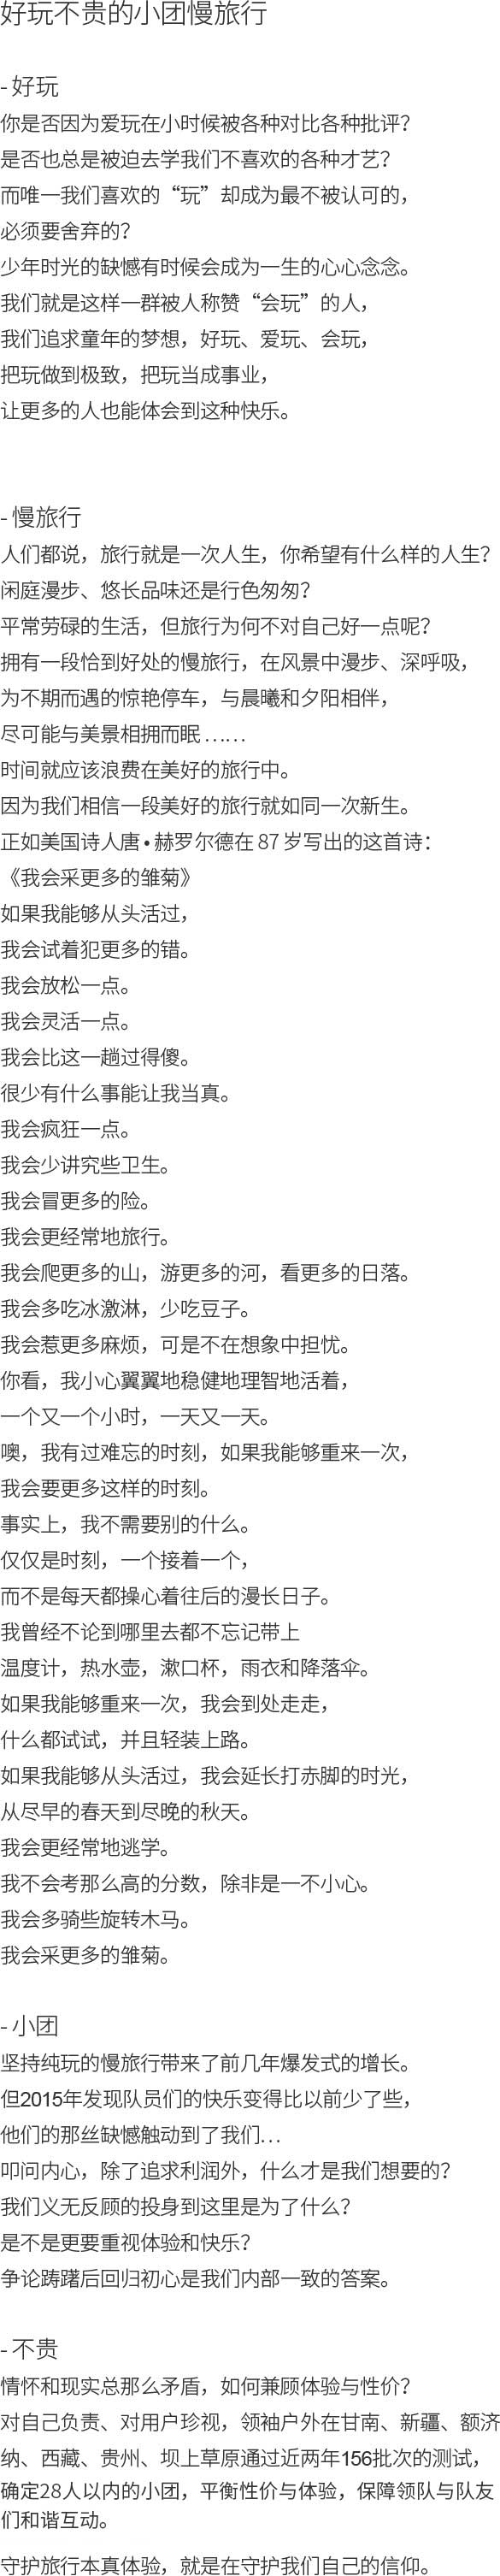 好玩不贵的小团慢旅行
- 好玩
你是否因为爱玩在小时候被各种对比各种批评？
是否也总是被迫去学我们不喜欢的各种才艺？
而唯一我们喜欢的“玩”却成为最不被认可的，
必须要舍弃的？
少年时光的缺憾有时候会成为一生的心心念念。
我们就是这样一群被人称赞“会玩”的人，
我们追求童年的梦想，好玩、爱玩、会玩，
把玩做到极致，把玩当成事业，
让更多的人也能体会到这种快乐。
- 慢旅行
人们都说，旅行就是一次人生，你希望有什么样的人生？
闲庭漫步、悠长品味还是行色匆匆？
平常劳碌的生活，但旅行为何不对自己好一点呢？
拥有一段恰到好处的慢旅行，在风景中漫步、深呼吸，
为不期而遇的惊艳停车，与晨曦和夕阳相伴，
尽可能与美景相拥而眠……
时间就应该浪费在美好的旅行中。
因为我们相信一段美好的旅行就如同一次新生。
正如美国诗人唐•赫罗尔德在 87 岁写出的这首诗：
《我会采更多的雏菊》
如果我能够从头活过，
我会试着犯更多的错。
我会放松一点。
我会灵活一点。
我会比这一趟过得傻。
很少有什么事能让我当真。
我会疯狂一点。
我会少讲究些卫生。
我会冒更多的险。
我会更经常地旅行。
我会爬更多的山，游更多的河，看更多的日落。
我会多吃冰激淋，少吃豆子。
我会惹更多麻烦，可是不在想象中担忧。
你看，我小心翼翼地稳健地理智地活着，
一个又一个小时，一天又一天。
噢，我有过难忘的时刻，如果我能够重来一次，
我会要更多这样的时刻。
事实上，我不需要别的什么。
仅仅是时刻，一个接着一个，
而不是每天都操心着往后的漫长日子。
我曾经不论到哪里去都不忘记带上
温度计，热水壶，漱口杯，雨衣和降落伞。
如果我能够重来一次，我会到处走走，
什么都试试，并且轻装上路。
如果我能够从头活过，我会延长打赤脚的时光，
从尽早的春天到尽晚的秋天。
我会更经常地逃学。
我不会考那么高的分数，除非是一不小心。
我会多骑些旋转木马。
我会采更多的雏菊。
- 小团
坚持纯玩的慢旅行带来了前几年爆发式的增长。
但2015年发现队员们的快乐变得比以前少了些，
他们的那丝缺憾触动到了我们…
叩问内心，除了追求利润外，什么才是我们想要的？
我们义无反顾的投身到这里是为了什么？
是不是更要重视体验和快乐？
争论踌躇后回归初心是我们内部一致的答案。
- 不贵
情怀和现实总那么矛盾，如何兼顾体验与性价？
对自己负责、对用户珍视，领袖户外在甘南、新疆、额济
纳、西藏、贵州、坝上草原通过近两年156批次的测试，
确定28人以内的小团，平衡性价与体验，保障领队与队友
们和谐互动。
守护旅行本真体验，就是在守护我们自己的信仰。